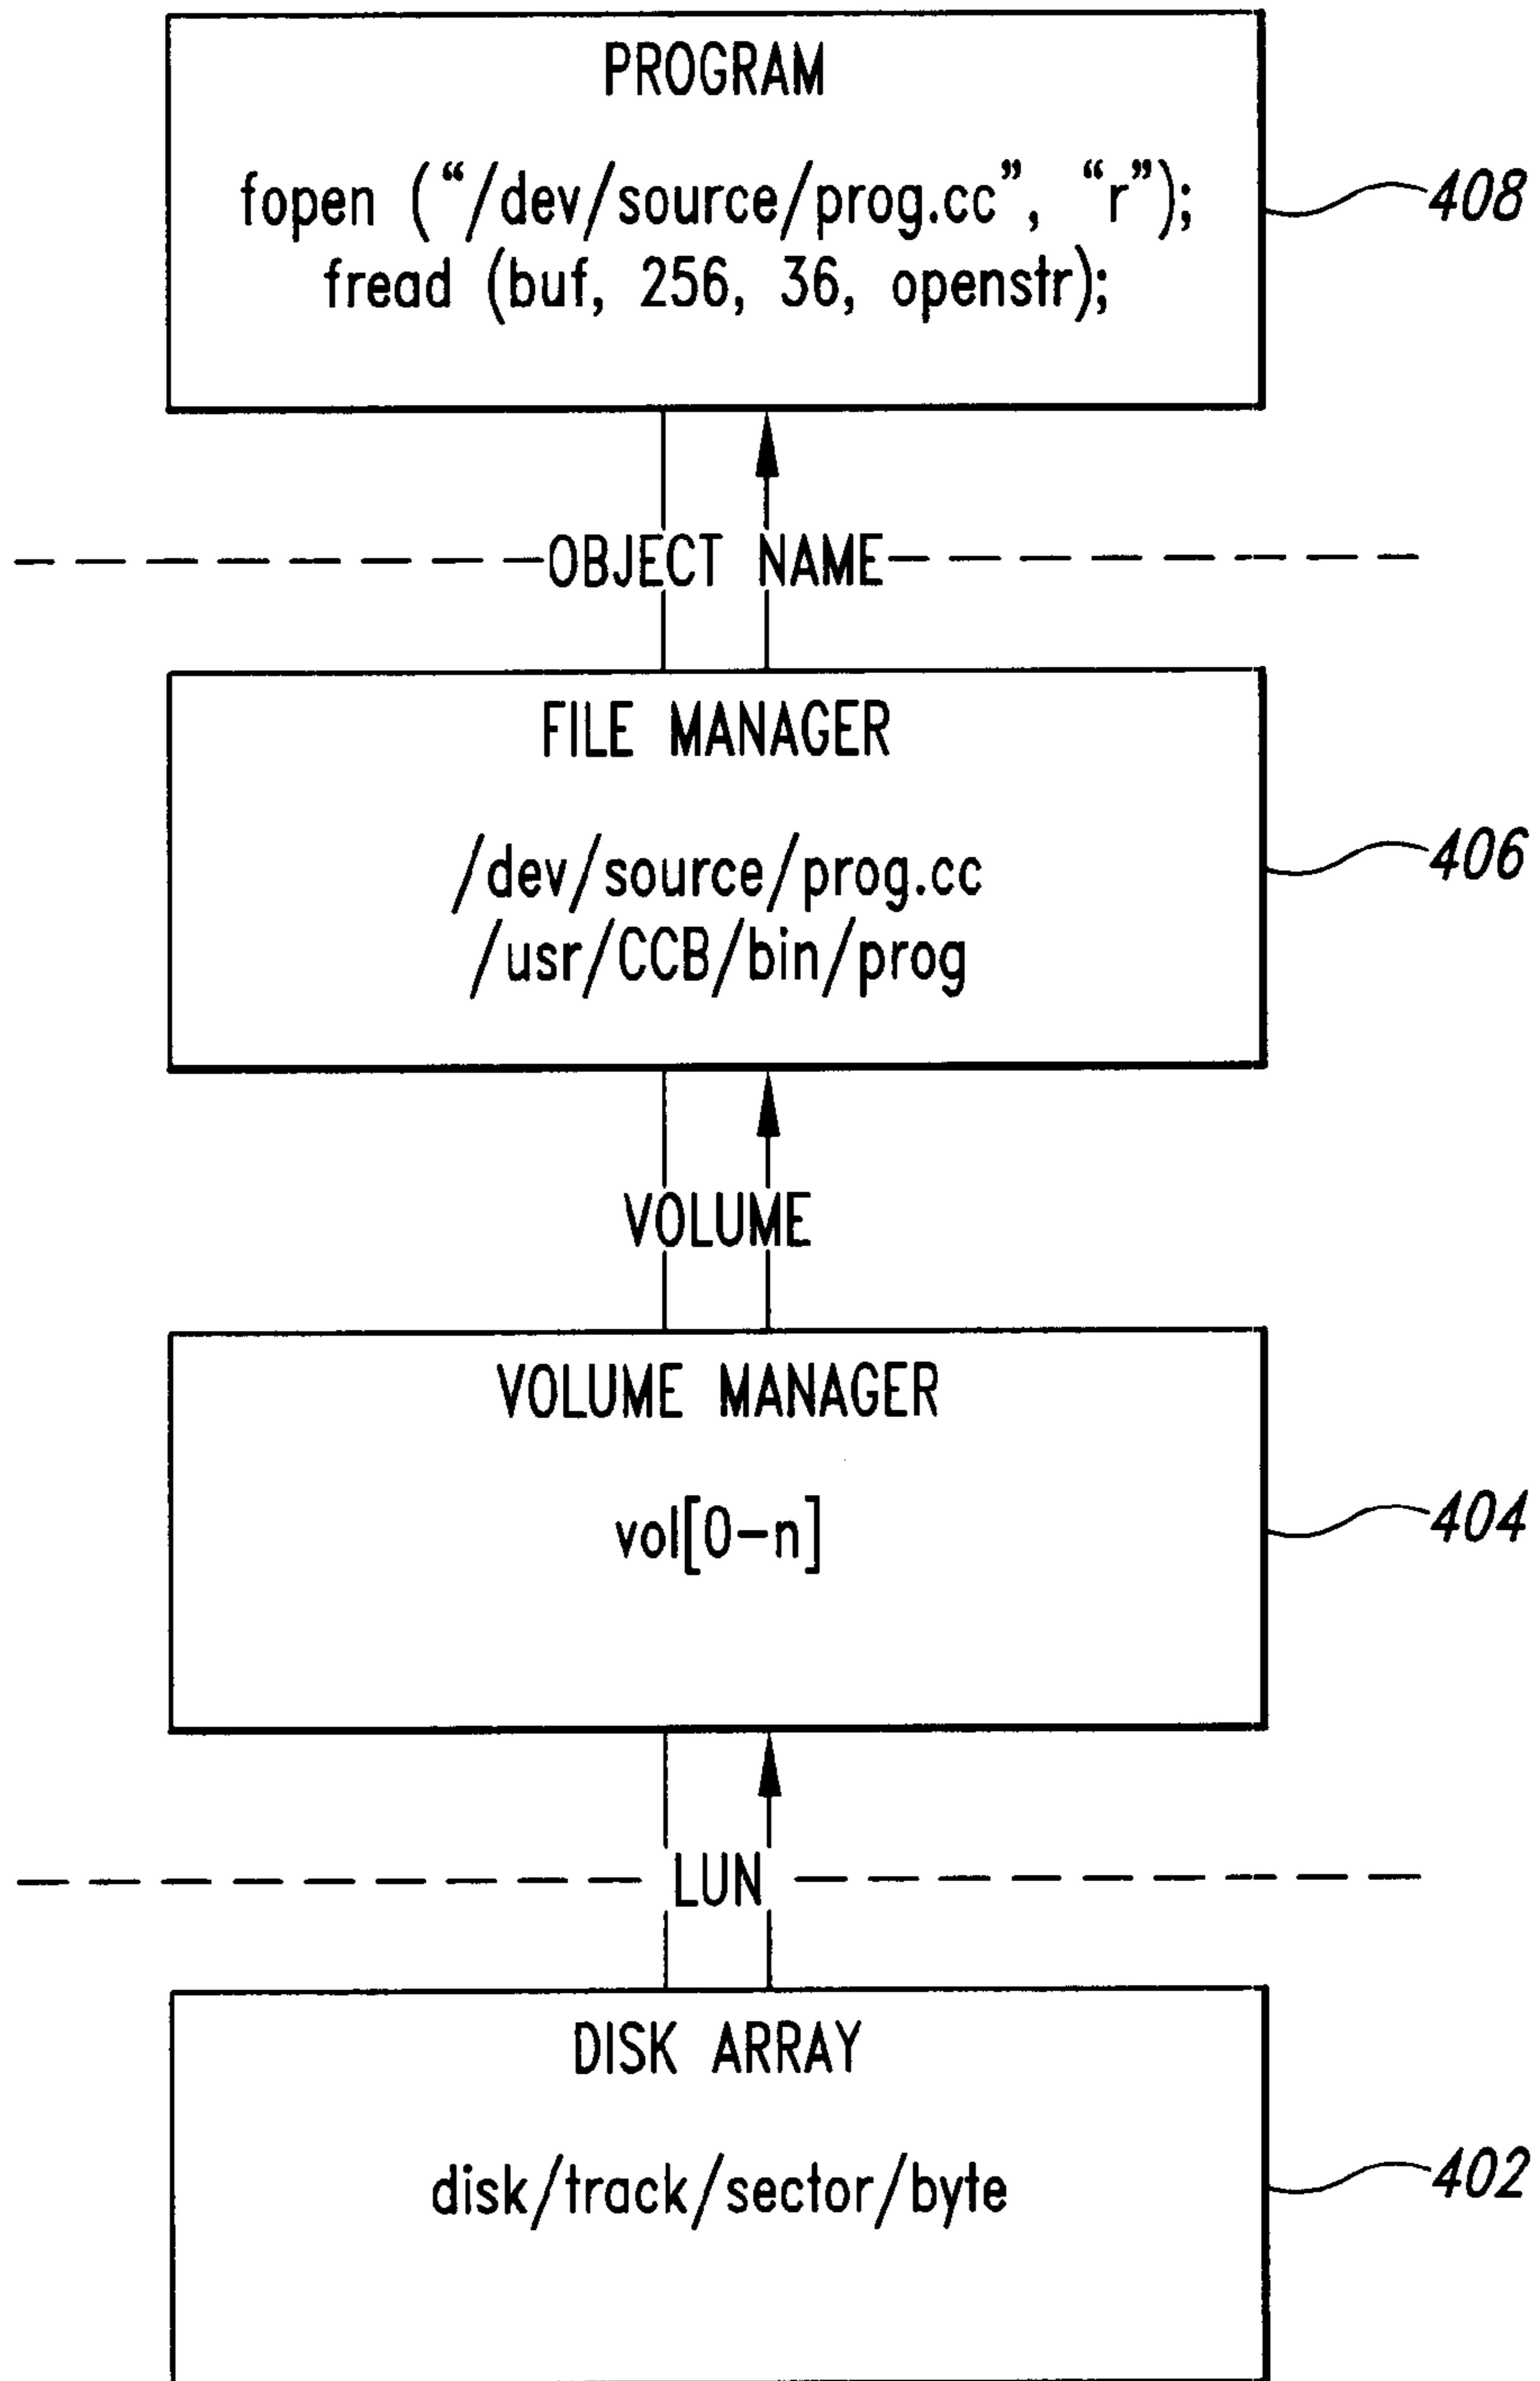 PROGRAM
fopen (“/dev/source/prog.cc”, “r”);
fread (buf, 256, 36, openstr);
408
OBJECT NAME
FILE MANAGER
/dev/source/prog.cc
/usr/CCB/bin/prog
406
VOLUME
VOLUME MANAGER
vol[0-n]
404
LUN
DISK ARRAY
disk/track/sector/byte
402